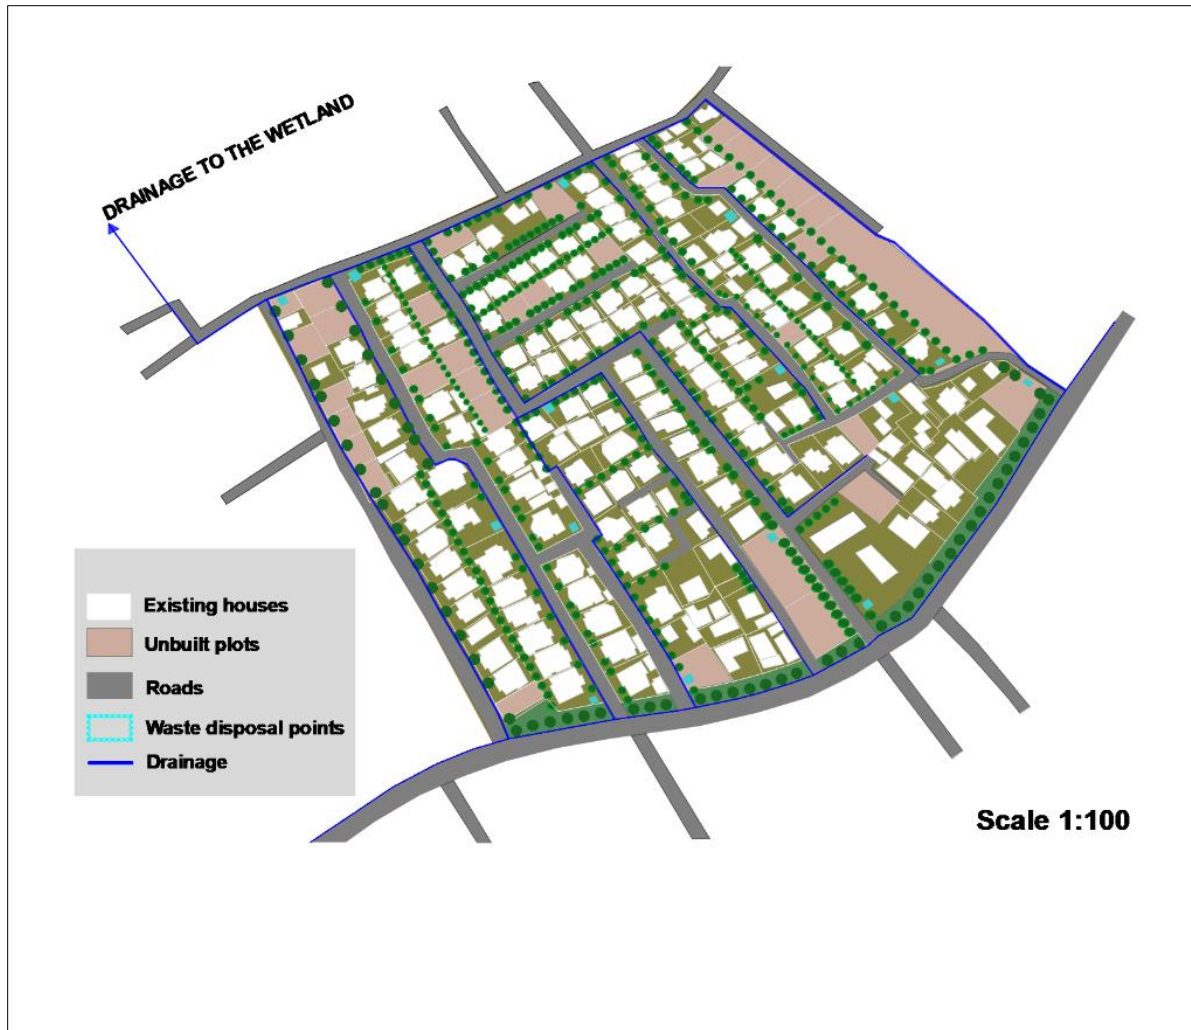 DRAINAGE TO THE WETLAND
Existing houses
Unbuilt plots
Roads
Waste disposal points
Drainage
Scale 1:100